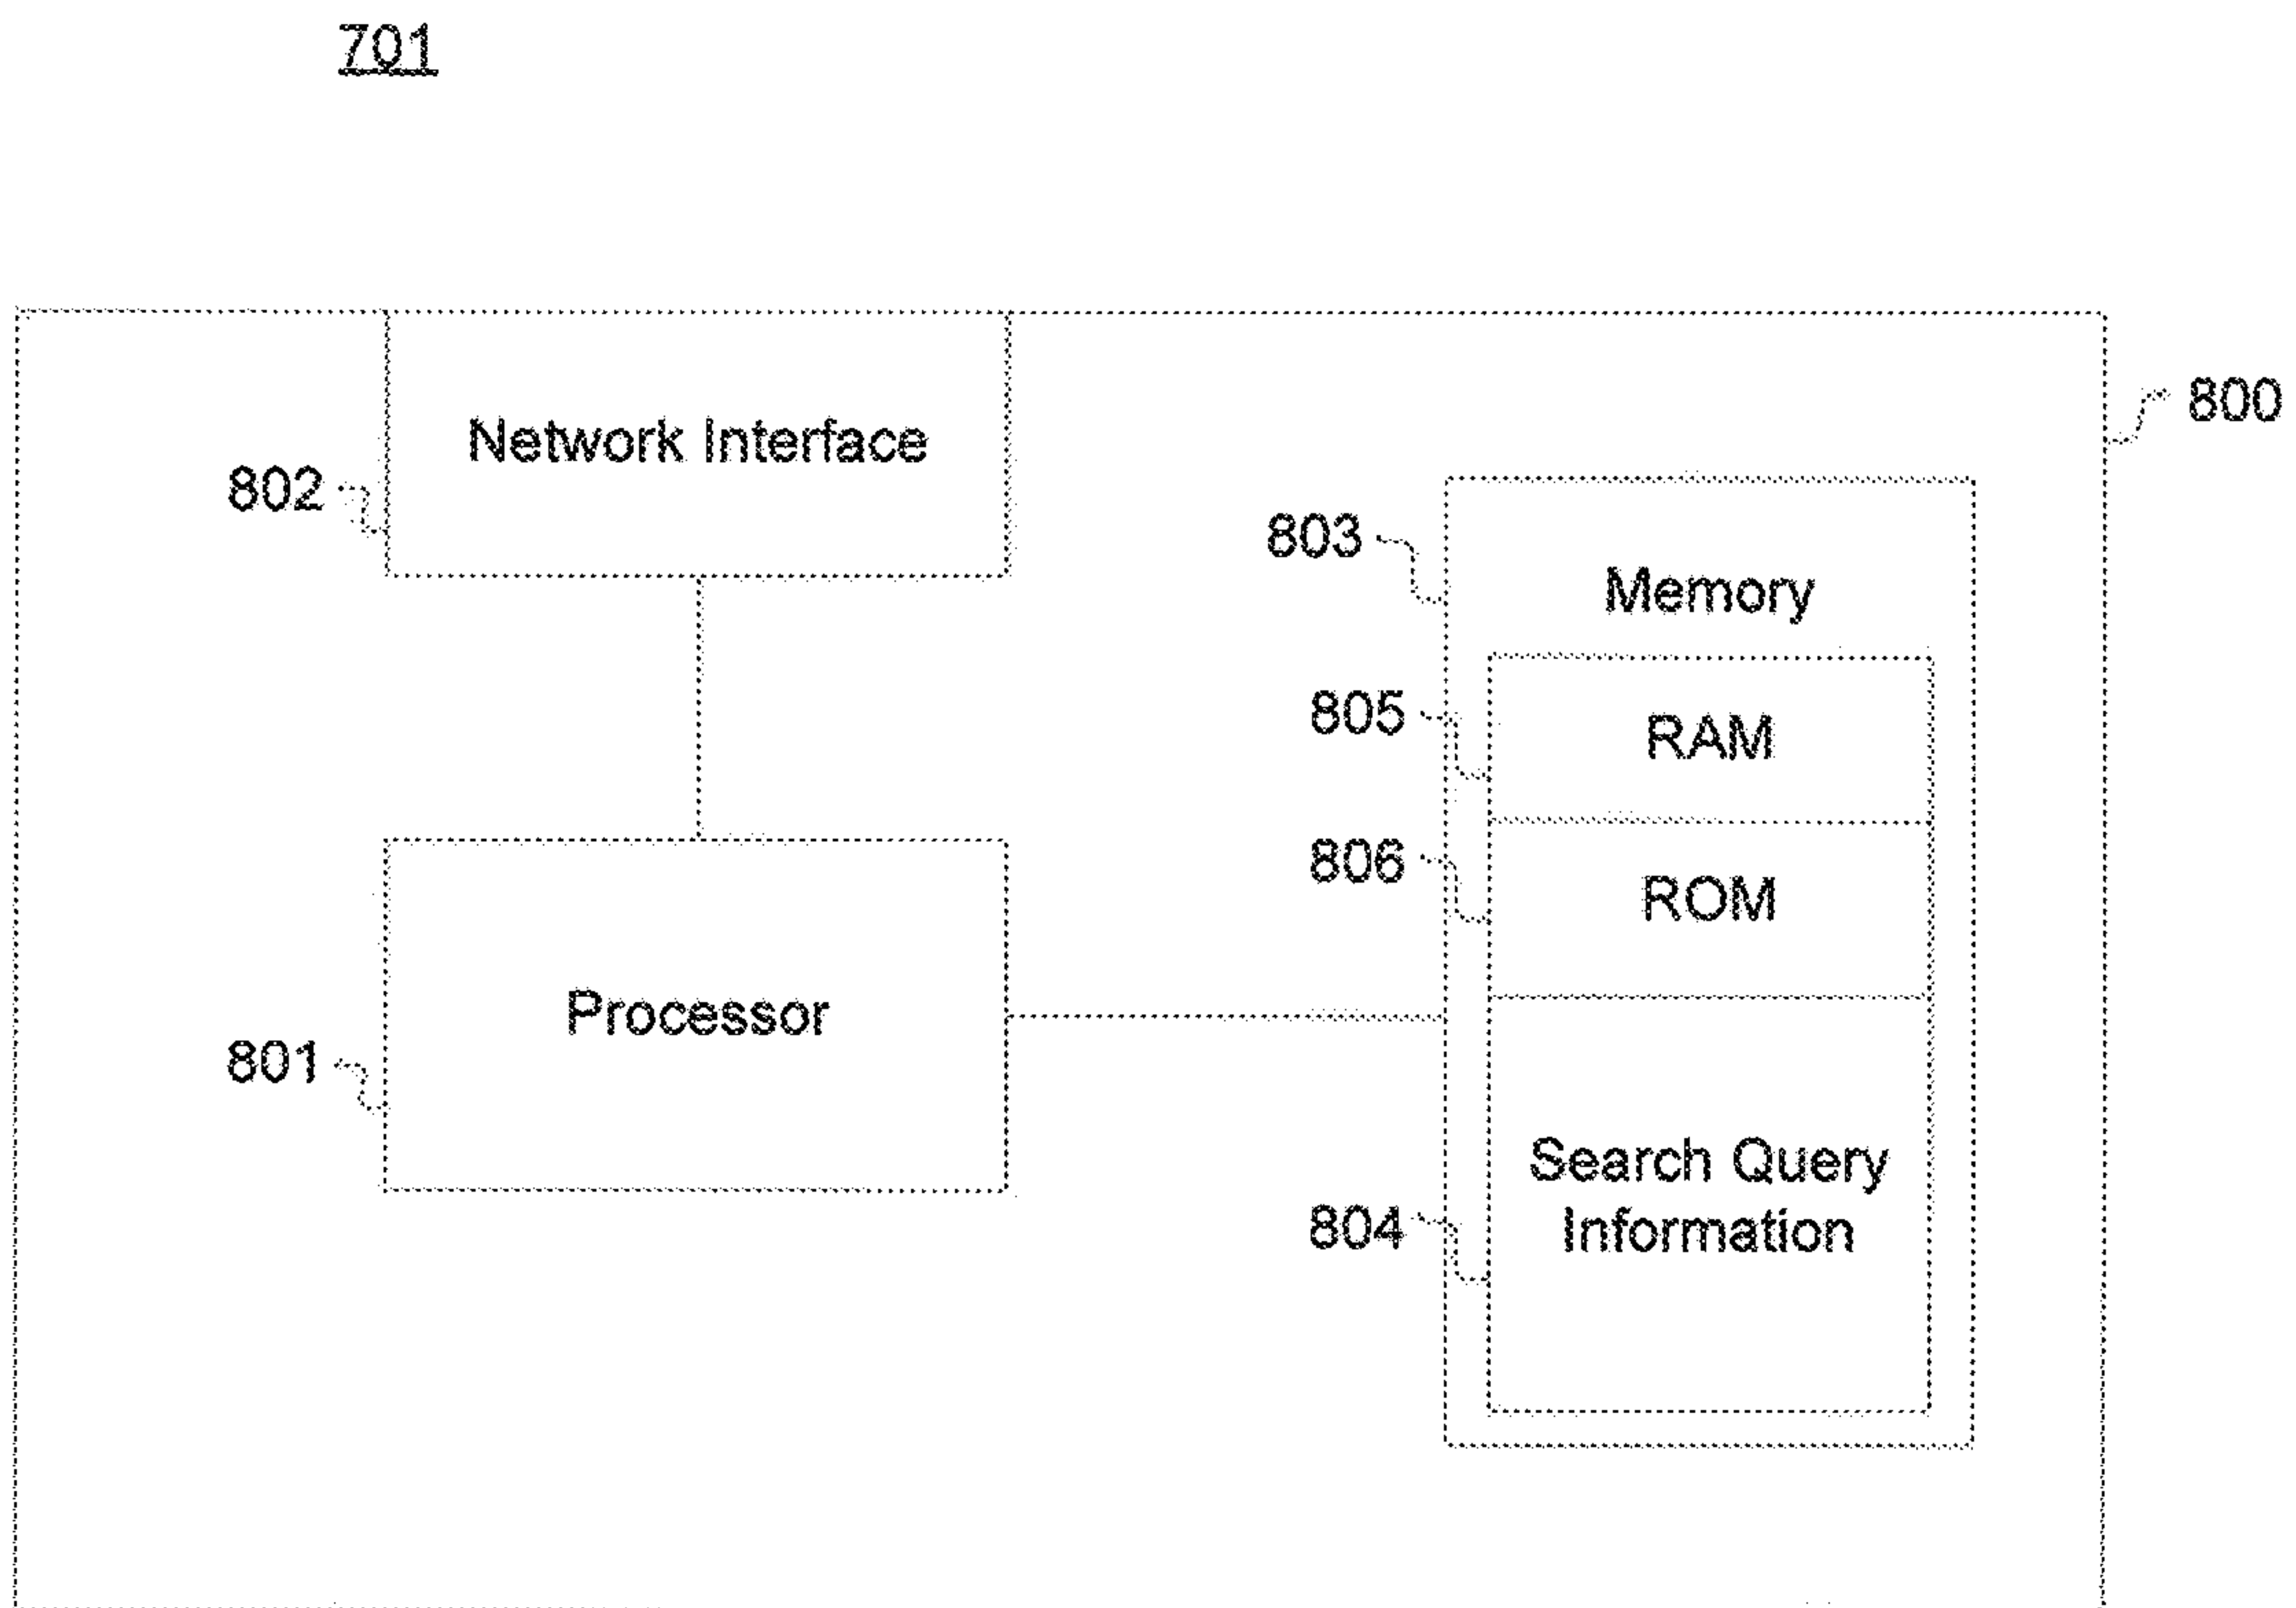 701
800
Network Interface
802
803
Memory
805
RAM
806
ROM
Processor
801
Search Query
Information
804